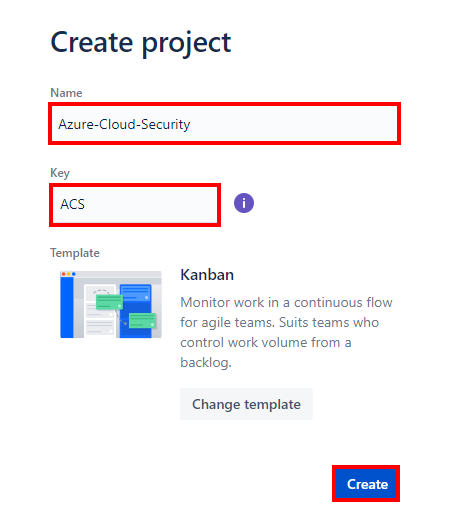 Create project
Name
Azure-Cloud-Security
Key
ACS
Template
Kanban
Monitor work in a continuous flow
for agile teams. Suits teams who
control work volume from a
backlog.
Change template
Create